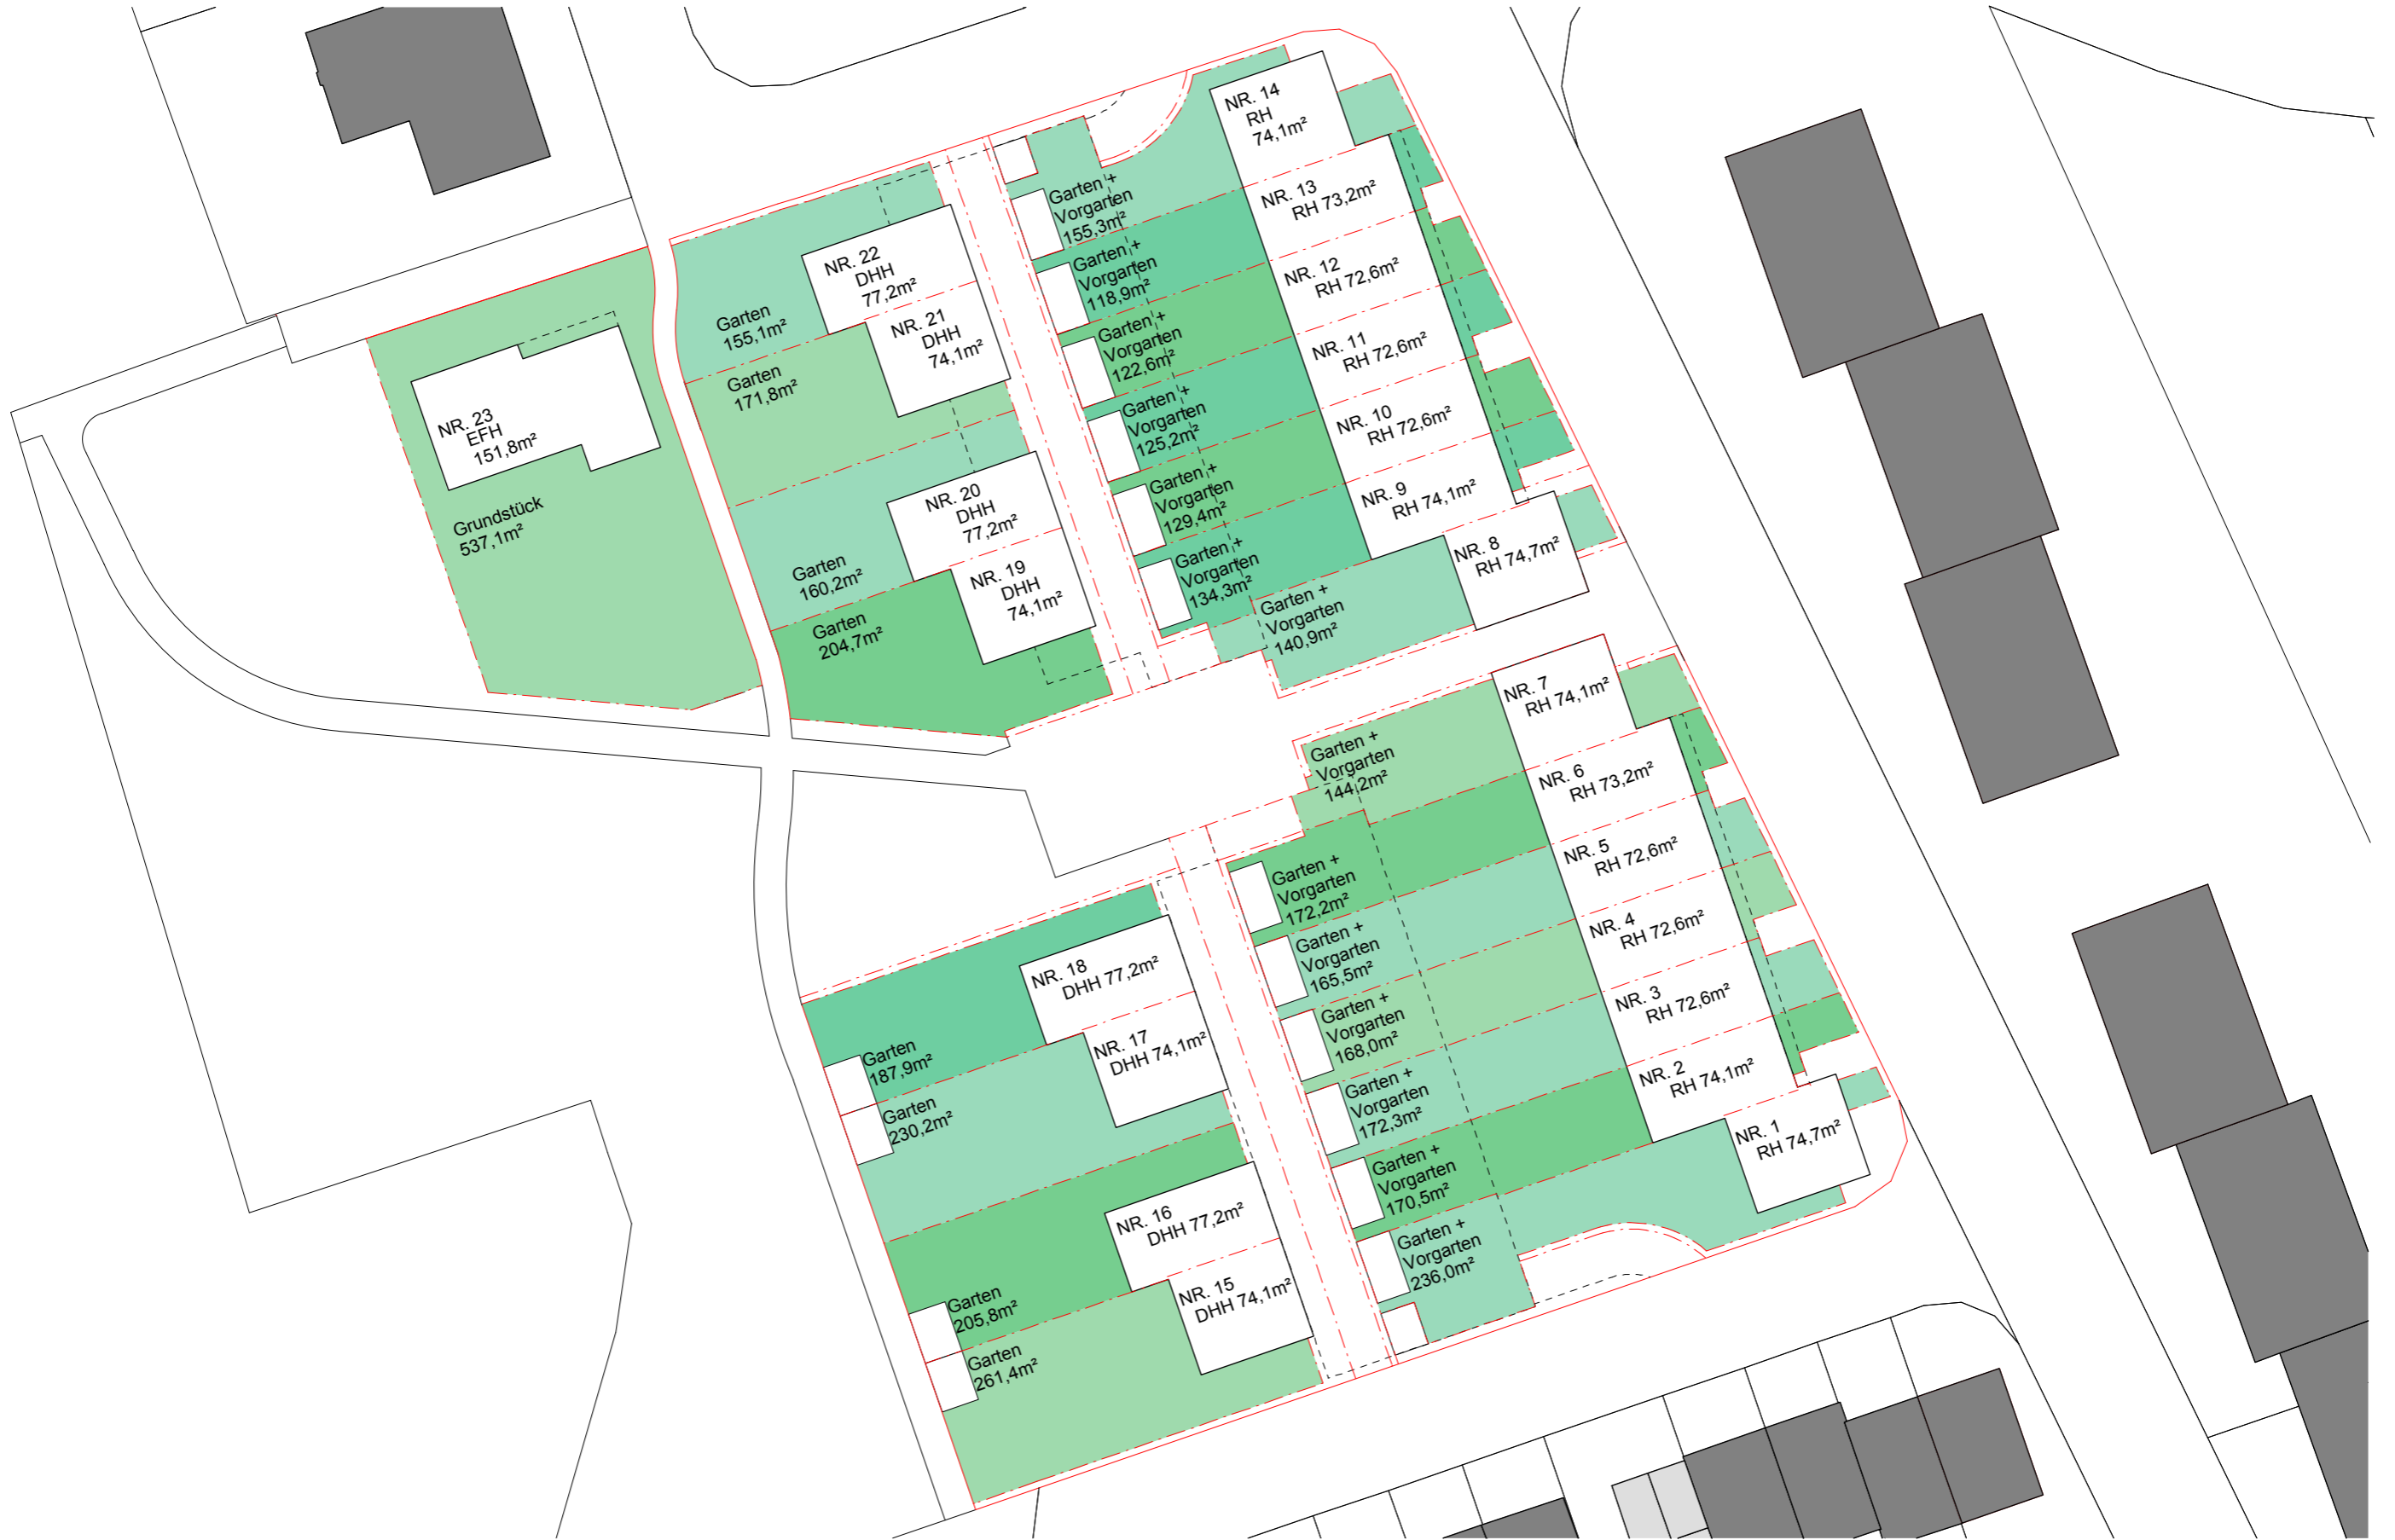 NR. 14
RH
74,1m²
NR. 13
RH 73,2m²
NR. 12
RH 72,6m²
NR. 11
RH 72,6m²
NR. 10
RH 72,6m²
NR. 9
RH 74,1m²
NR. 8
RH 74,7m²
Garten +
Vorgarten
155,3m²
Garten +
Vorgarten
118,9m²
Garten +
Vorgarten
122,6m²
Garten +
Vorgarten
125,2m²
Garten +
Vorgarten
129,4m²
Garten +
Vorgarten
134,3m²
Garten +
Vorgarten
140,9m²
NR. 22
DHH
77,2m²
NR. 21
DHH
74,1m²
Garten
155,1m²
Garten
171,8m²
NR. 20
DHH
77,2m²
NR. 19
DHH
74,1m²
Garten
160,2m²
Garten
204,7m²
NR. 23
EFH
151,8m²
Grundstück
537,1m²
NR. 7
RH 74,1m²
NR. 6
RH 73,2m²
NR. 5
RH 72,6m²
NR. 4
RH 72,6m²
NR. 3
RH 72,6m²
NR. 2
RH 74,1m²
NR. 1
RH 74,7m²
Garten +
Vorgarten
144,2m²
Garten +
Vorgarten
172,2m²
Garten +
Vorgarten
165,5m²
Garten +
Vorgarten
168,0m²
Garten +
Vorgarten
172,3m²
Garten +
Vorgarten
170,5m²
Garten +
Vorgarten
236,0m²
NR. 18
DHH 77,2m²
NR. 17
DHH 74,1m²
Garten
187,9m²
Garten
230,2m²
NR. 16
DHH 77,2m²
NR. 15
DHH 74,1m²
Garten
205,8m²
Garten
261,4m²